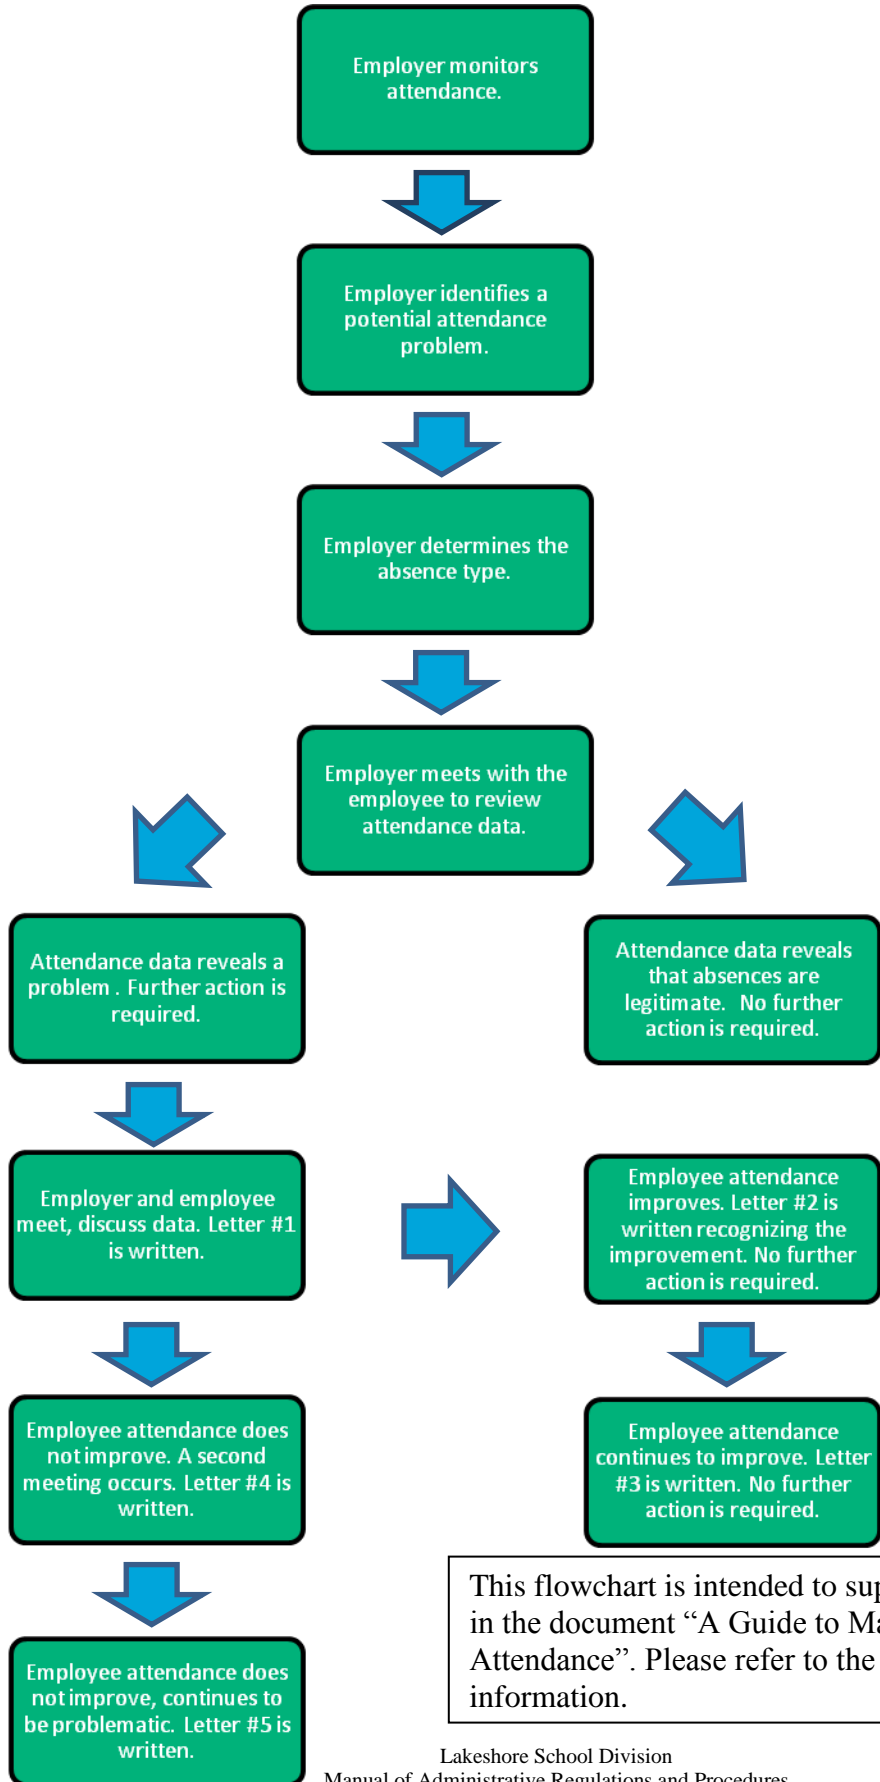 Employer monitors
attendance.
Employer identifies a
potential attendance
problem.
Employer determines the
absence type.
Employer meets with the
employee to review
attendance data.
Attendance data reveals a
problem . Further action is
required.
Attendance data reveals
that absences are
legitimate. No further
action is required.
Employer and employee
meet, discuss data. Letter #1
is written.
Employee attendance
improves. Letter #2 is
written recognizing the
improvement. No further
action is required.
Employee attendance does
not improve. A second
meeting occurs. Letter #4 is
written.
Employee attendance
continues to improve. Letter
#3 is written. No further
action is required.
This flowchart is intended to
in the document “A Guide to
Attendance”. Please refer to the
information.
Employee attendance does
not improve, continues to
be problematic. Letter #5 is
written.
Lakeshore School Division
Manual of Administrative Regulations and Procedures